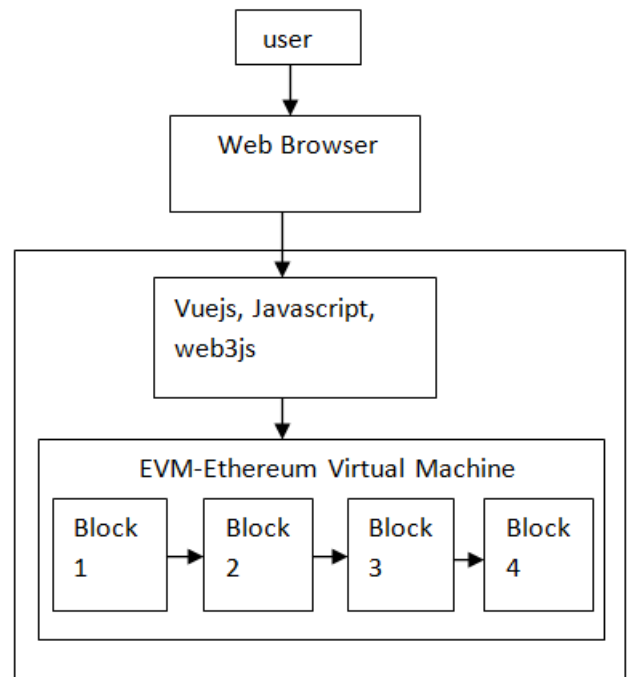 user
Web Browser
Vuejs, Javascript,
web3js
EVM-Ethereum Virtual Machine
Block
1
Block
2
Block
3
Block
4